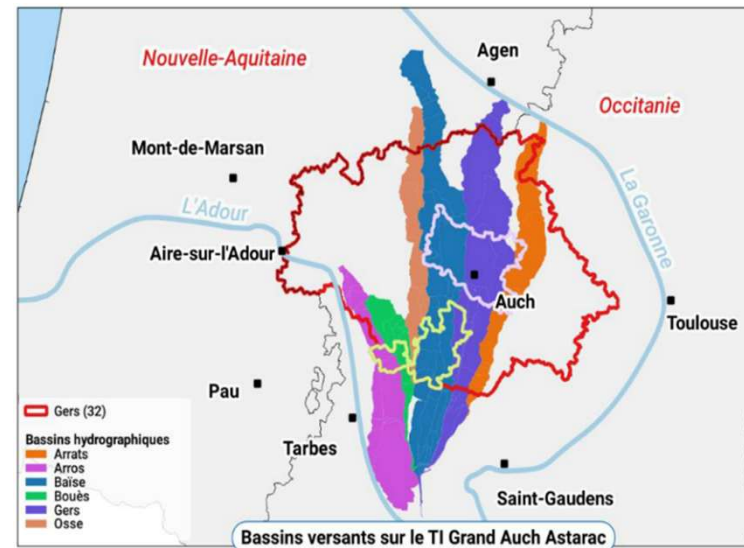 Agen
Nouvelle-Aquitaine
Occitanie
Mont-de-Marsan
L'Adour
La Garonne
Aire-sur-l'Adour
Auch
Toulouse
Pau
Gers (32)
Tarbes
Bassins hydrographiques
Arrats
Arros
Baïse
Bouès
Gers
Osse
Saint-Gaudens
Bassins versants sur le TI Grand Auch Astarac